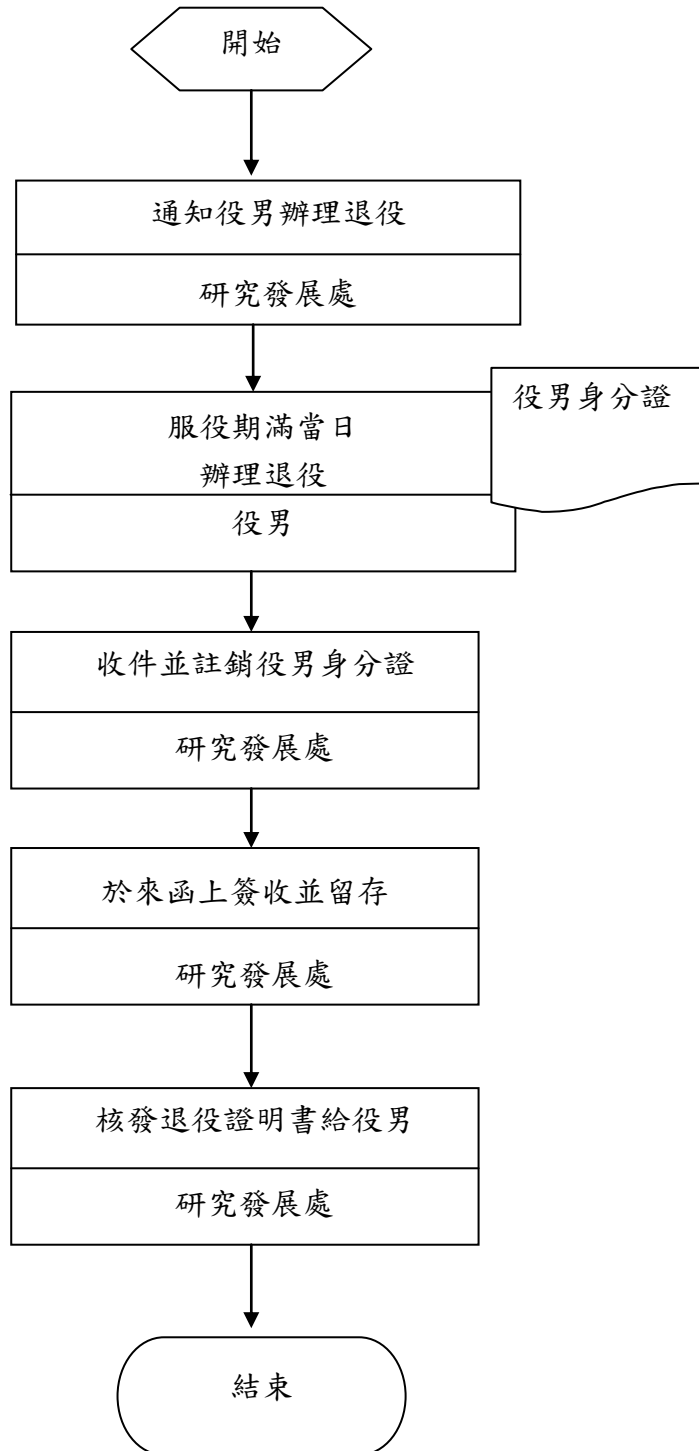 開始
通知役男辦理退役
研究發展處
服役期滿當日
辦理退役
役男
役男身分證
收件並註銷役男身分證
研究發展處
於來函上簽收並留存
研究發展處
核發退役證明書給役男
研究發展處
結束